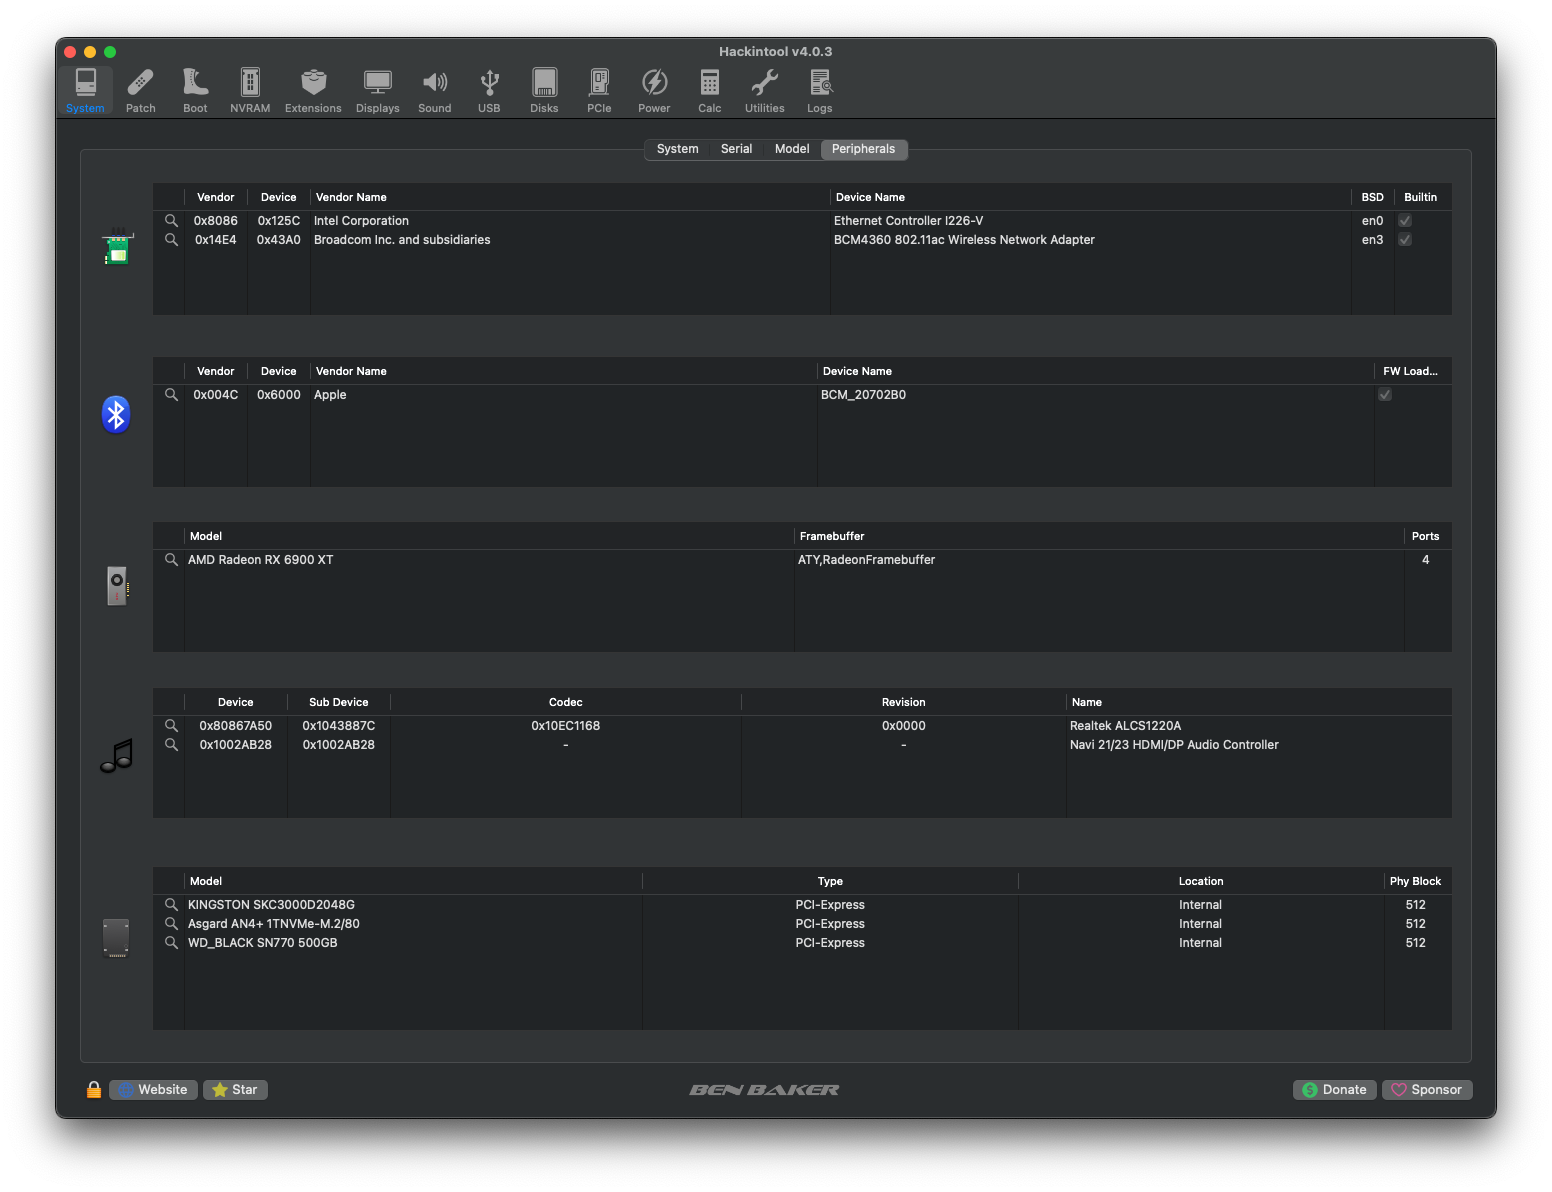 Hackintool v4.0.3
System Patch Boot NVRAM Extensions Displays Sound USB Disks PCIe Power Calc Utilities Logs
System Serial Model Peripherals
Vendor Device Vendor Name Device Name BSD Builtin
0x8086 0x125C Intel Corporation Ethernet Controller I226-V en0
0x14E4 0x43A0 Broadcom Inc. and subsidiaries BCM4360 802.11ac Wireless Network Adapter en3
Vendor Device Vendor Name Device Name FW Load...
0x004C 0x6000 Apple BCM_20702B0
Model Framebuffer Ports
AMD Radeon RX 6900 XT ATY,RadeonFramebuffer 4
Device Sub Device Codec Revision Name
0x80867A50 0x1043887C 0x10EC1168 0x0000 Realtek ALCS1220A
0x1002AB28 0x1002AB28 - - Navi 21/23 HDMI/DP Audio Controller
Model Type Location Phy Block
KINGSTON SKC3000D2048G PCI-Express Internal 512
Asgard AN4+ 1TNVMe-M.2/80 PCI-Express Internal 512
WD_BLACK SN770 500GB PCI-Express Internal 512
Website Star BEN BAKER Donate Sponsor